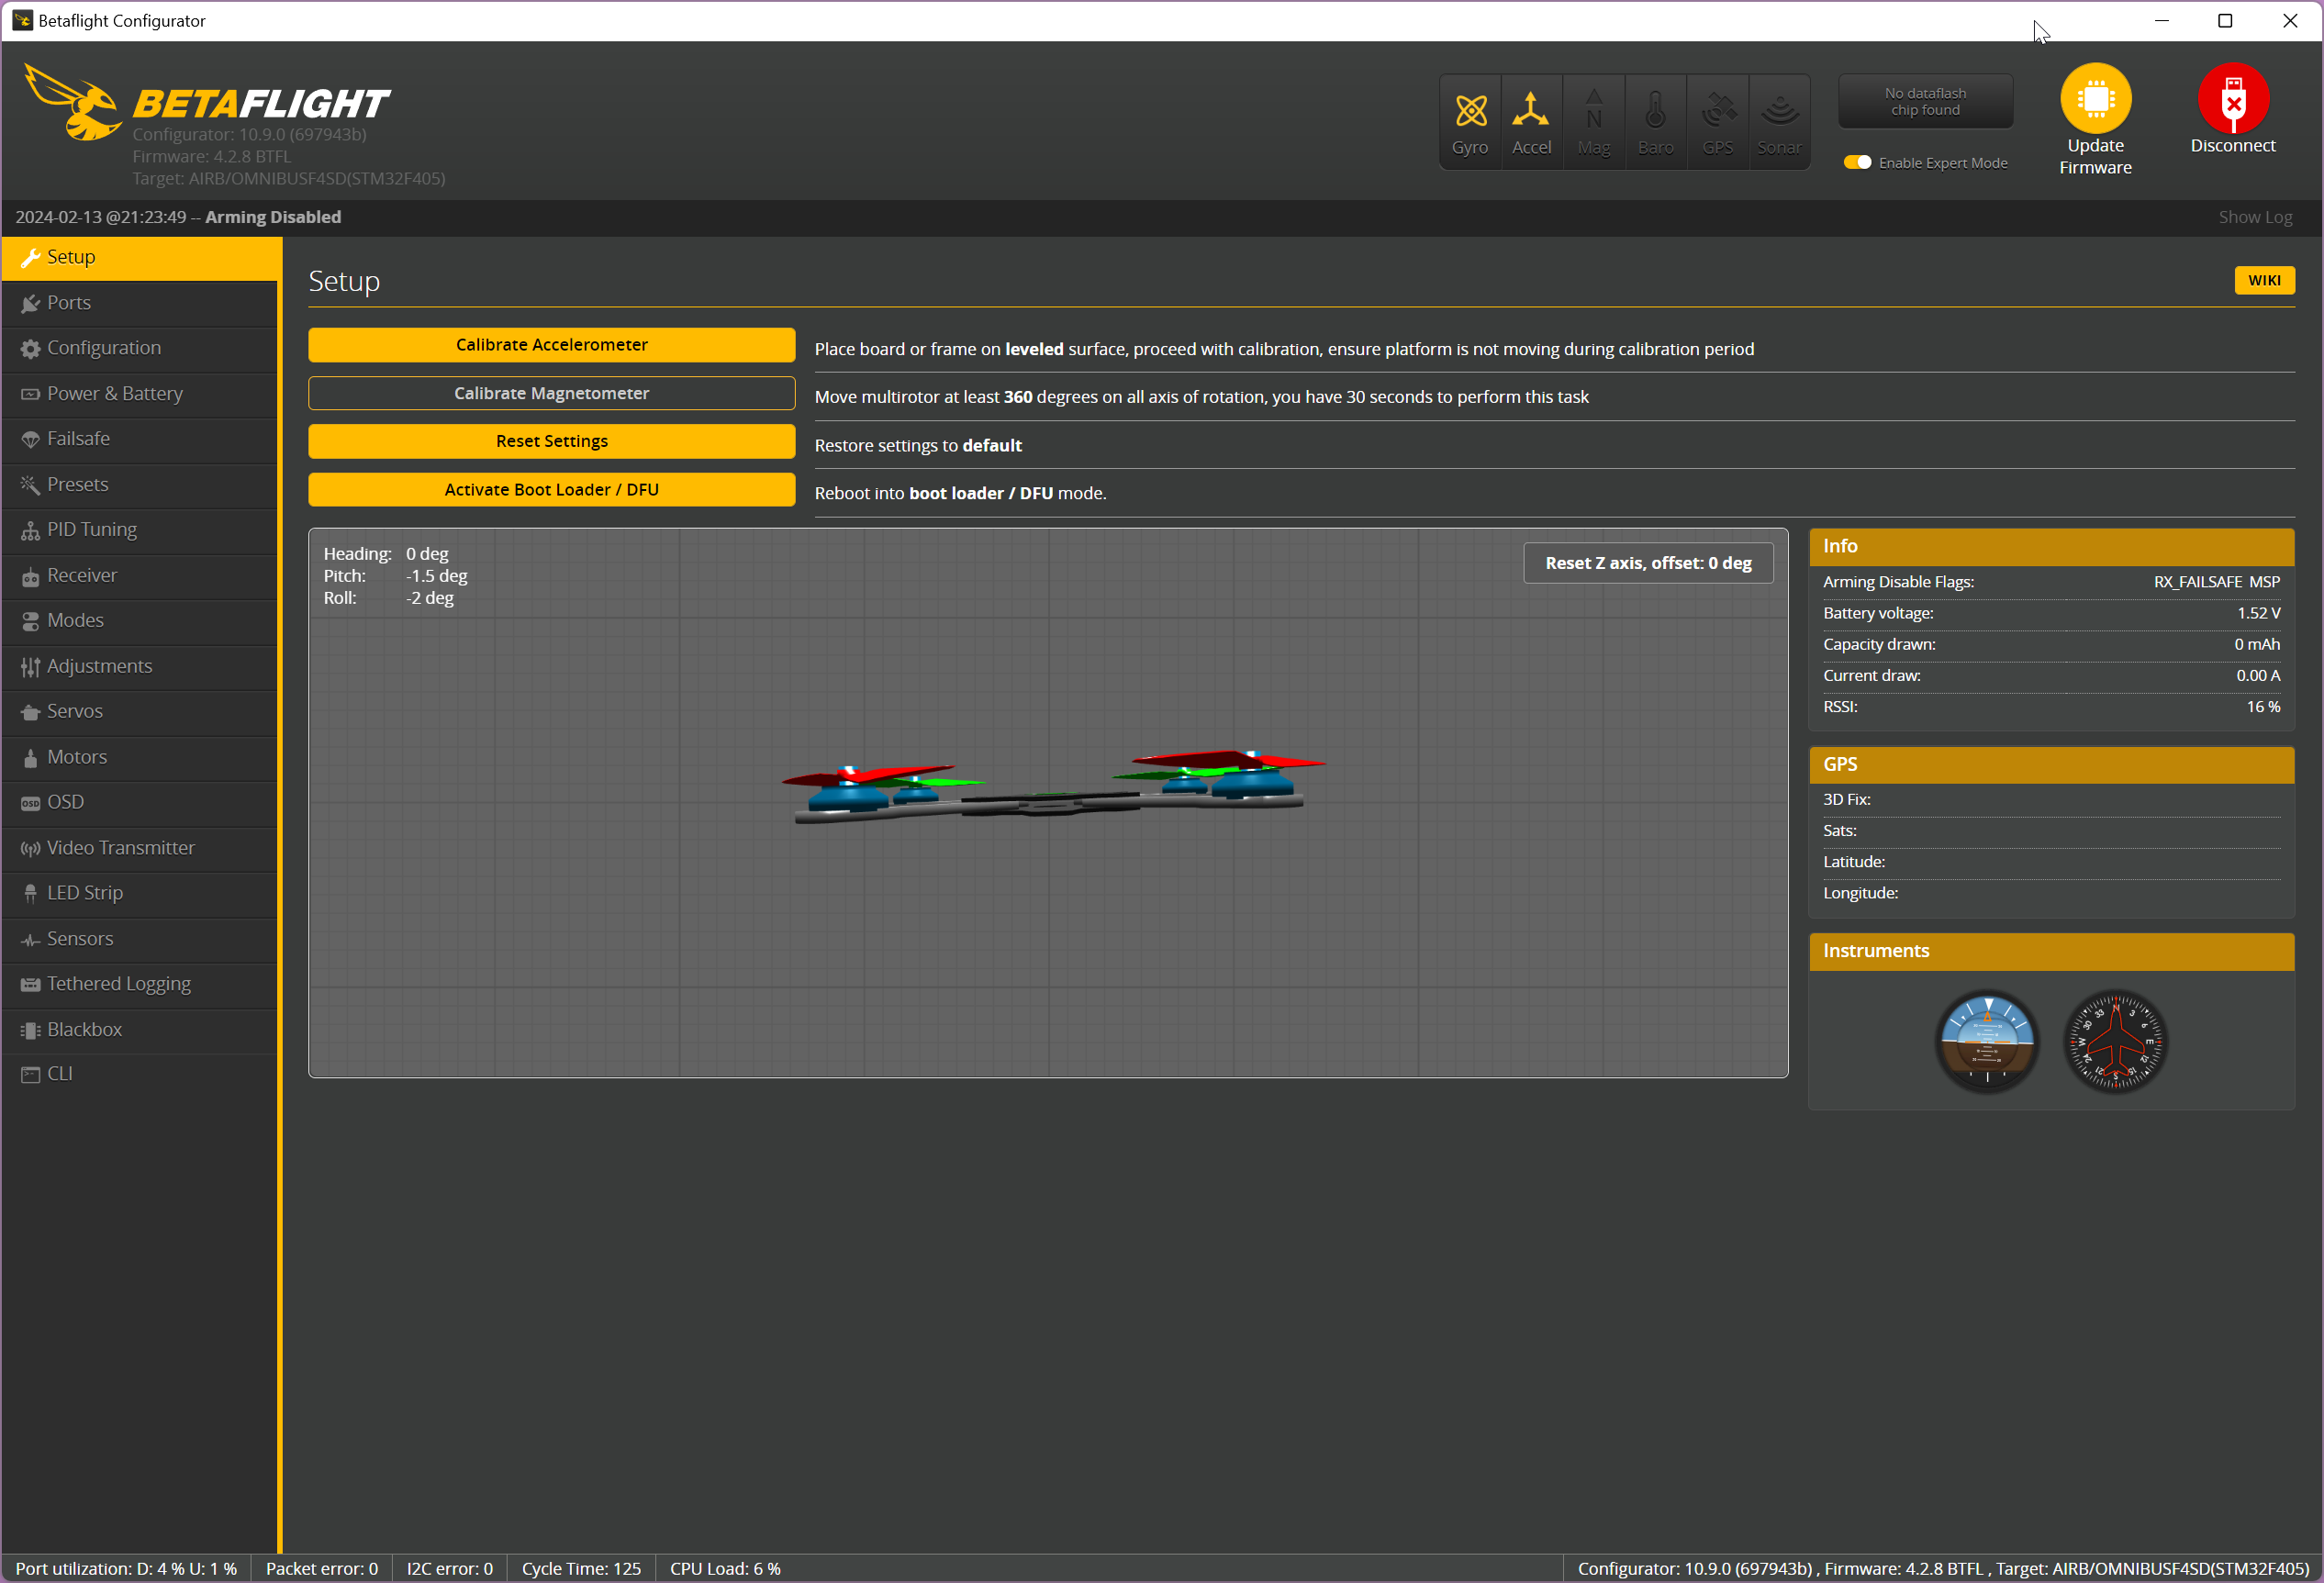 Betaflight Configurator
BETAFLIGHT
Configurator: 10.9.0 (697943b)
Firmware: 4.2.8 BTFL
Target: AIRB/OMNIBUSF4SD(STM32F405)
Gyro
Accel
Mag
Baro
GPS
Sonar
No dataflash
chip found
Enable Expert Mode
Update
Firmware
Disconnect
2024-02-13 @21:23:49 -- Arming Disabled
Show Log
Setup
Ports
Configuration
Power & Battery
Failsafe
Presets
PID Tuning
Receiver
Modes
Adjustments
Servos
Motors
OSD
Video Transmitter
LED Strip
Sensors
Tethered Logging
Blackbox
CLI
Setup
WIKI
Calibrate Accelerometer
Place board or frame on leveled surface, proceed with calibration, ensure platform is not moving during calibration period
Calibrate Magnetometer
Move multirotor at least 360 degrees on all axis of rotation, you have 30 seconds to perform this task
Reset Settings
Restore settings to default
Activate Boot Loader / DFU
Reboot into boot loader / DFU mode.
Heading: 0 deg
Pitch: -1.5 deg
Roll: -2 deg
Reset Z axis, offset: 0 deg
Info
Arming Disable Flags: RX_FAILSAFE MSP
Battery voltage: 1.52 V
Capacity drawn: 0 mAh
Current draw: 0.00 A
RSSI: 16 %
GPS
3D Fix:
Sats:
Latitude:
Longitude:
Instruments
N 3 6 E 12 15 S 21 24 W 30 33
Port utilization: D: 4 % U: 1 %
Packet error: 0
I2C error: 0
Cycle Time: 125
CPU Load: 6 %
Configurator: 10.9.0 (697943b) , Firmware: 4.2.8 BTFL , Target: AIRB/OMNIBUSF4SD(STM32F405)